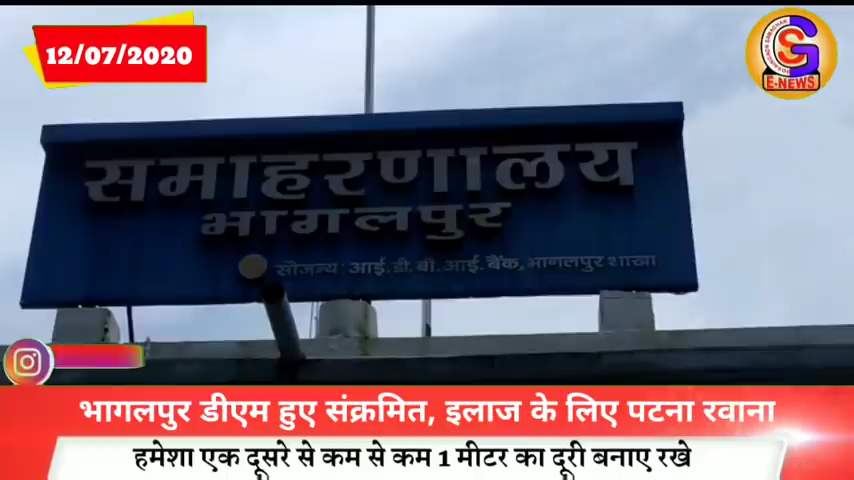 12/07/2020
E-NEWS
समाहरणालय
भागलपुर
सौजन्य : आई.डी.बी.आई. बैंक, भागलपुर शाखा
भागलपुर डीएम हुए संक्रमित, इलाज के लिए पटना रवाना
हमेशा एक दूसरे से कम से कम 1 मीटर का दूरी बनाए रखे